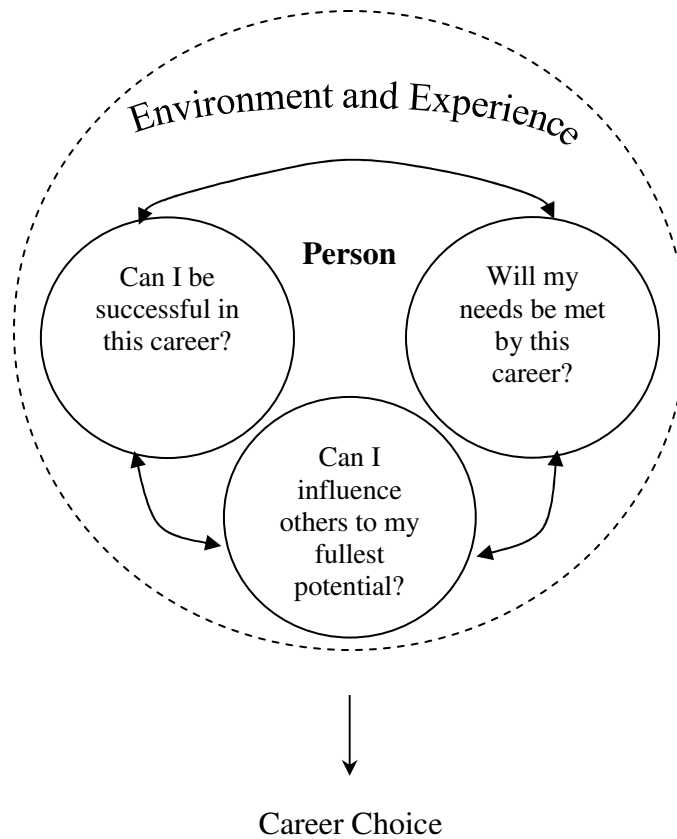 Environment and Experience
Person
Can I be
successful in
this career?
Will my
needs be met
by this
career?
Can I
influence
others to my
fullest
potential?
Career Choice